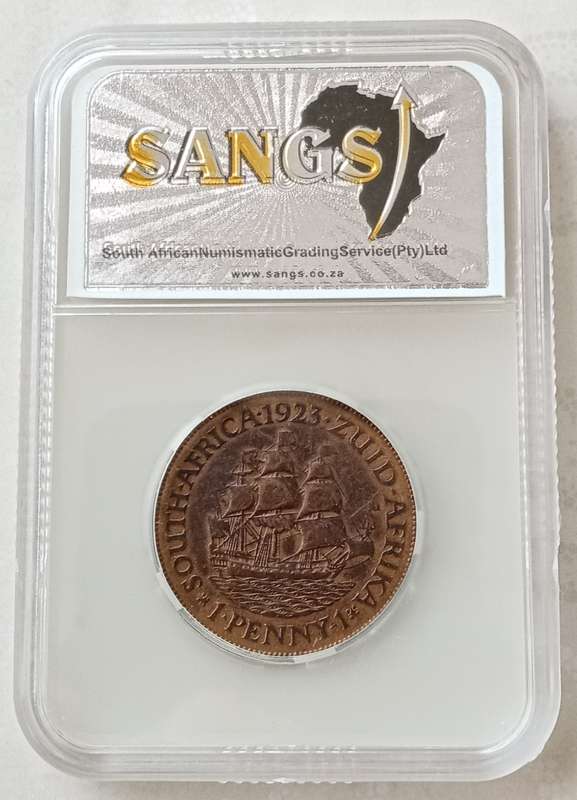 SANGS
South AfricanNumismaticGradingService(Pty)Ltd
www.sangs.co.za
SOUTH·AFRICA·1923·ZUID-AFRIKA
1·PENNY·1